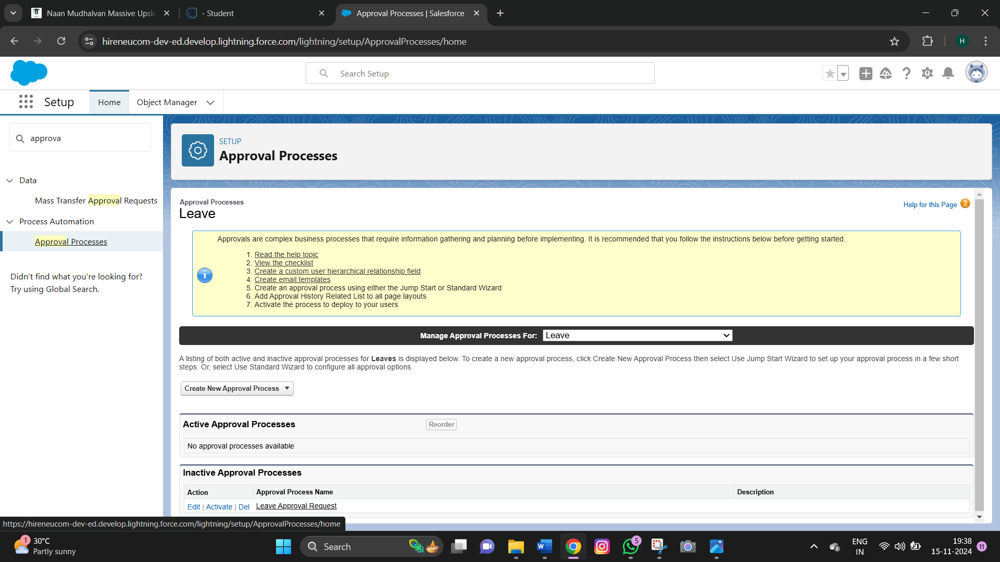 Naan Mudhalvan Massive Upsk
- Student
Approval Processes | Salesforce
hireneucom-dev-ed.develop.lightning.force.com/lightning/setup/ApprovalProcesses/home
H
Search Setup
Setup
Home
Object Manager
approva
Data
Mass Transfer Approval Requests
Process Automation
Approval Processes
Didn't find what you're looking for?
Try using Global Search.
SETUP
Approval Processes
Approval Processes
Leave
Help for this Page
Approvals are complex business processes that require information gathering and planning before implementing. It is recommended that you follow the instructions below before getting started.
1. Read the help topic
2. View the checklist
3. Create a custom user hierarchical relationship field
4. Create email templates
5. Create an approval process using either the Jump Start or Standard Wizard
6. Add Approval History Related List to all page layouts
7. Activate the process to deploy to your users
Manage Approval Processes For: Leave
A listing of both active and inactive approval processes for Leaves is displayed below. To create a new approval process, click Create New Approval Process then select Use Jump Start Wizard to set up your approval process in a few short
steps. Or, select Use Standard Wizard to configure all approval options.
Create New Approval Process
Active Approval Processes
Reorder
No approval processes available
Inactive Approval Processes
Action Approval Process Name Description
Edit | Activate | Del Leave Approval Request
https://hireneucom-dev-ed.develop.lightning.force.com/lightning/setup/ApprovalProcesses/home
1
30°C
Partly sunny
Search
5
ENG
IN
19:38
15-11-2024
11